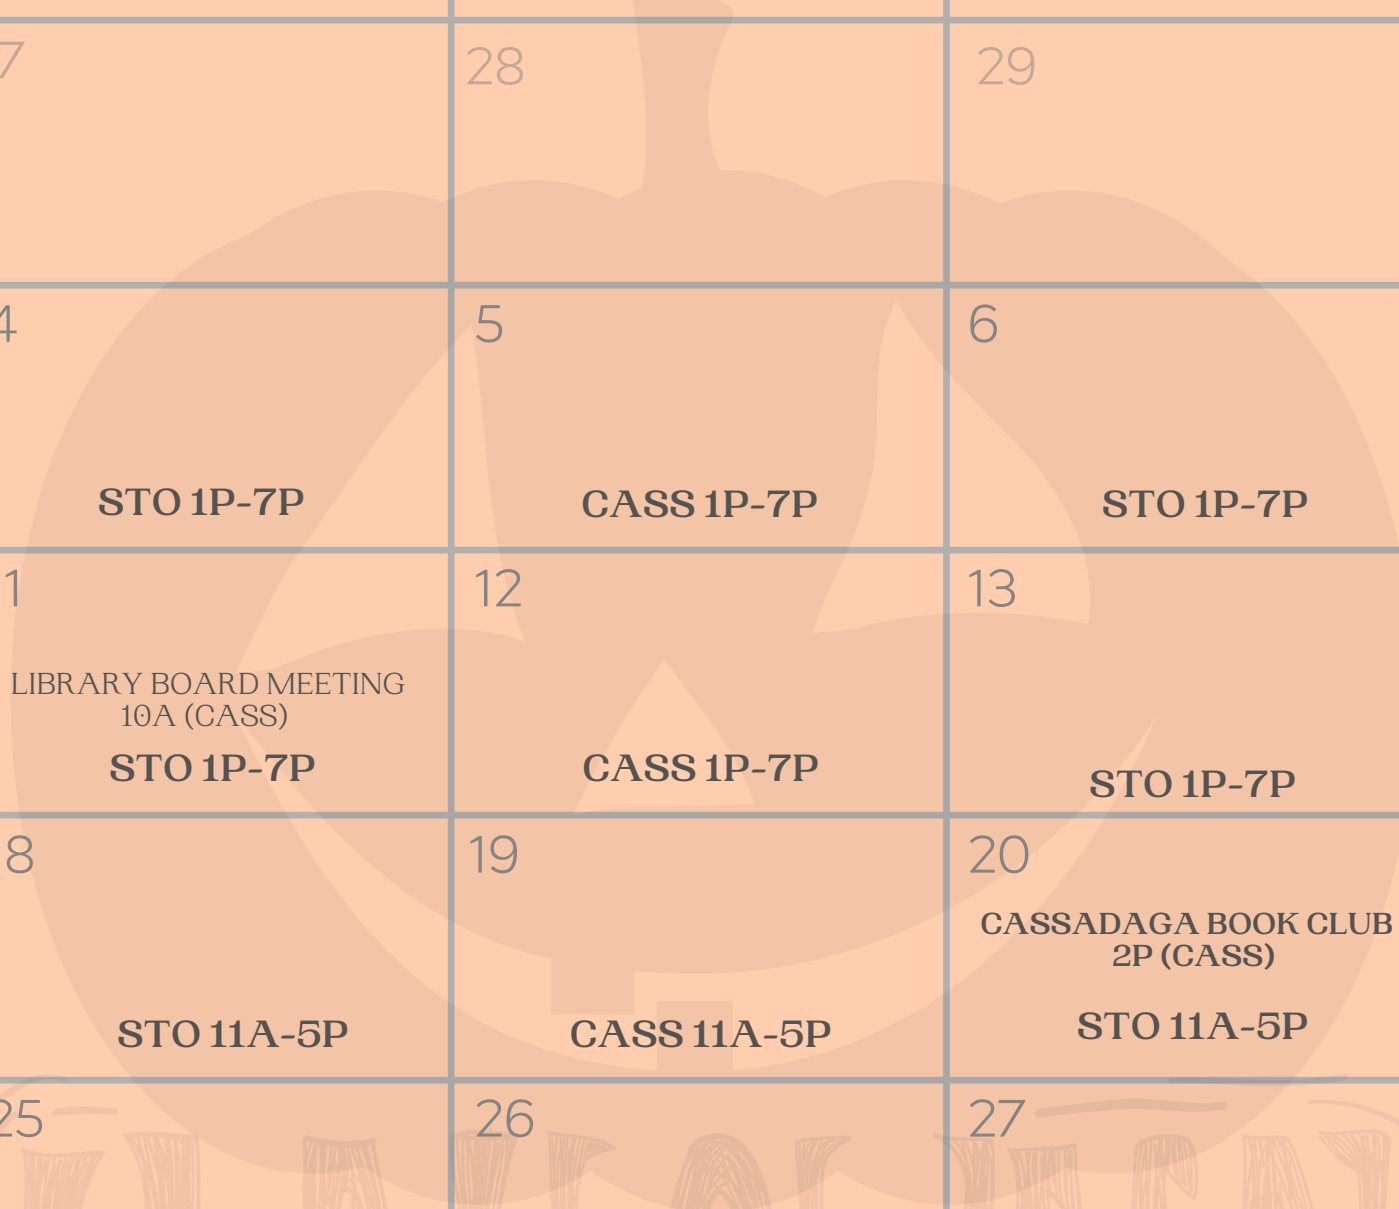 7 28 29
4 5 6
STO 1P-7P CASS 1P-7P STO 1P-7P
1 12 13
LIBRARY BOARD MEETING
10A (CASS)
STO 1P-7P CASS 1P-7P STO 1P-7P
8 19 20
CASSADAGA BOOK CLUB
2P (CASS)
STO 11A-5P CASS 11A-5P STO 11A-5P
25 26 27